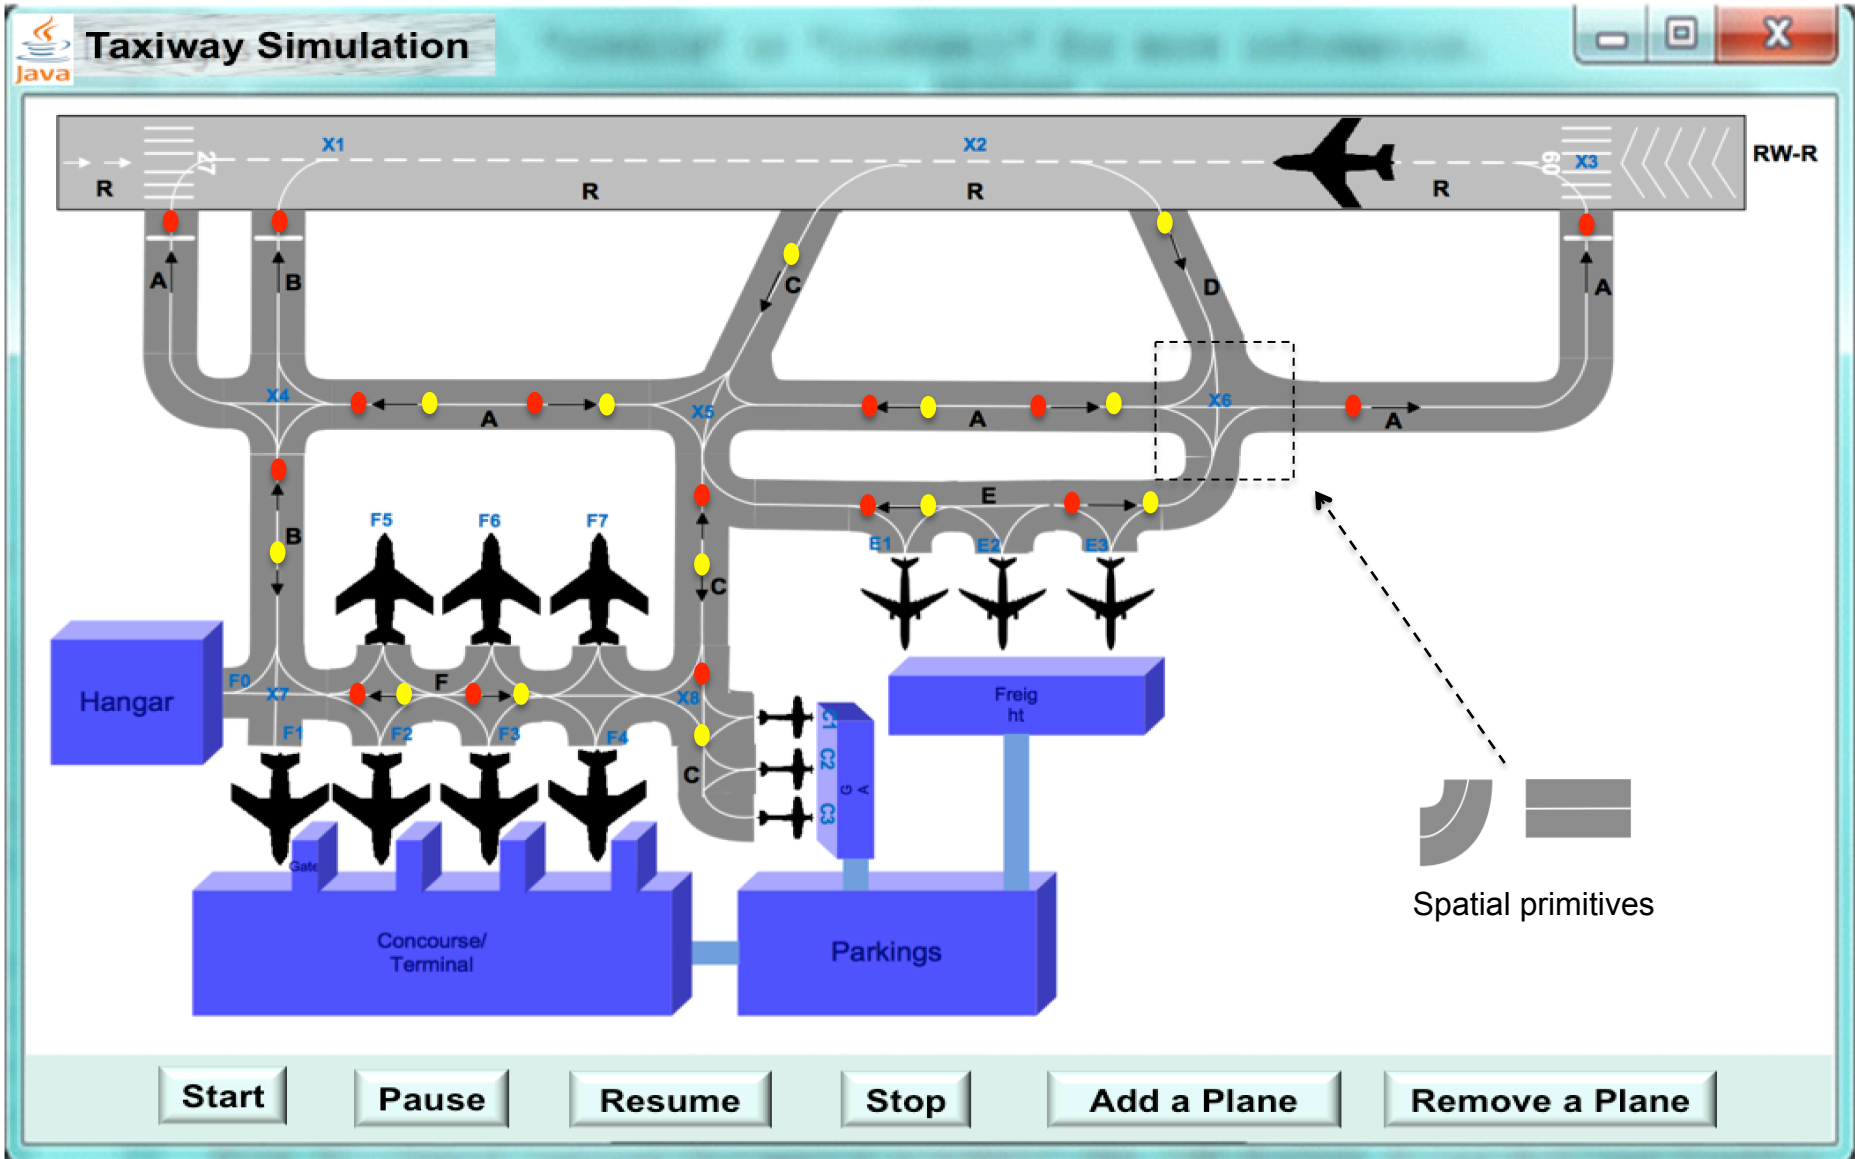 Taxiway Simulation
Java
X1
X2
X3
27
60
RW-R
R
R
R
R
A
B
C
D
A
X4
X5
X6
A
A
A
E
F5
F6
F7
B
E1
E2
E3
C
Hangar
F0
X7
F
X8
F1
F2
F3
F4
C
C1
C2
C3
G
A
Freig
ht
Gate
Concourse/
Terminal
Parkings
Spatial primitives
Start
Pause
Resume
Stop
Add a Plane
Remove a Plane